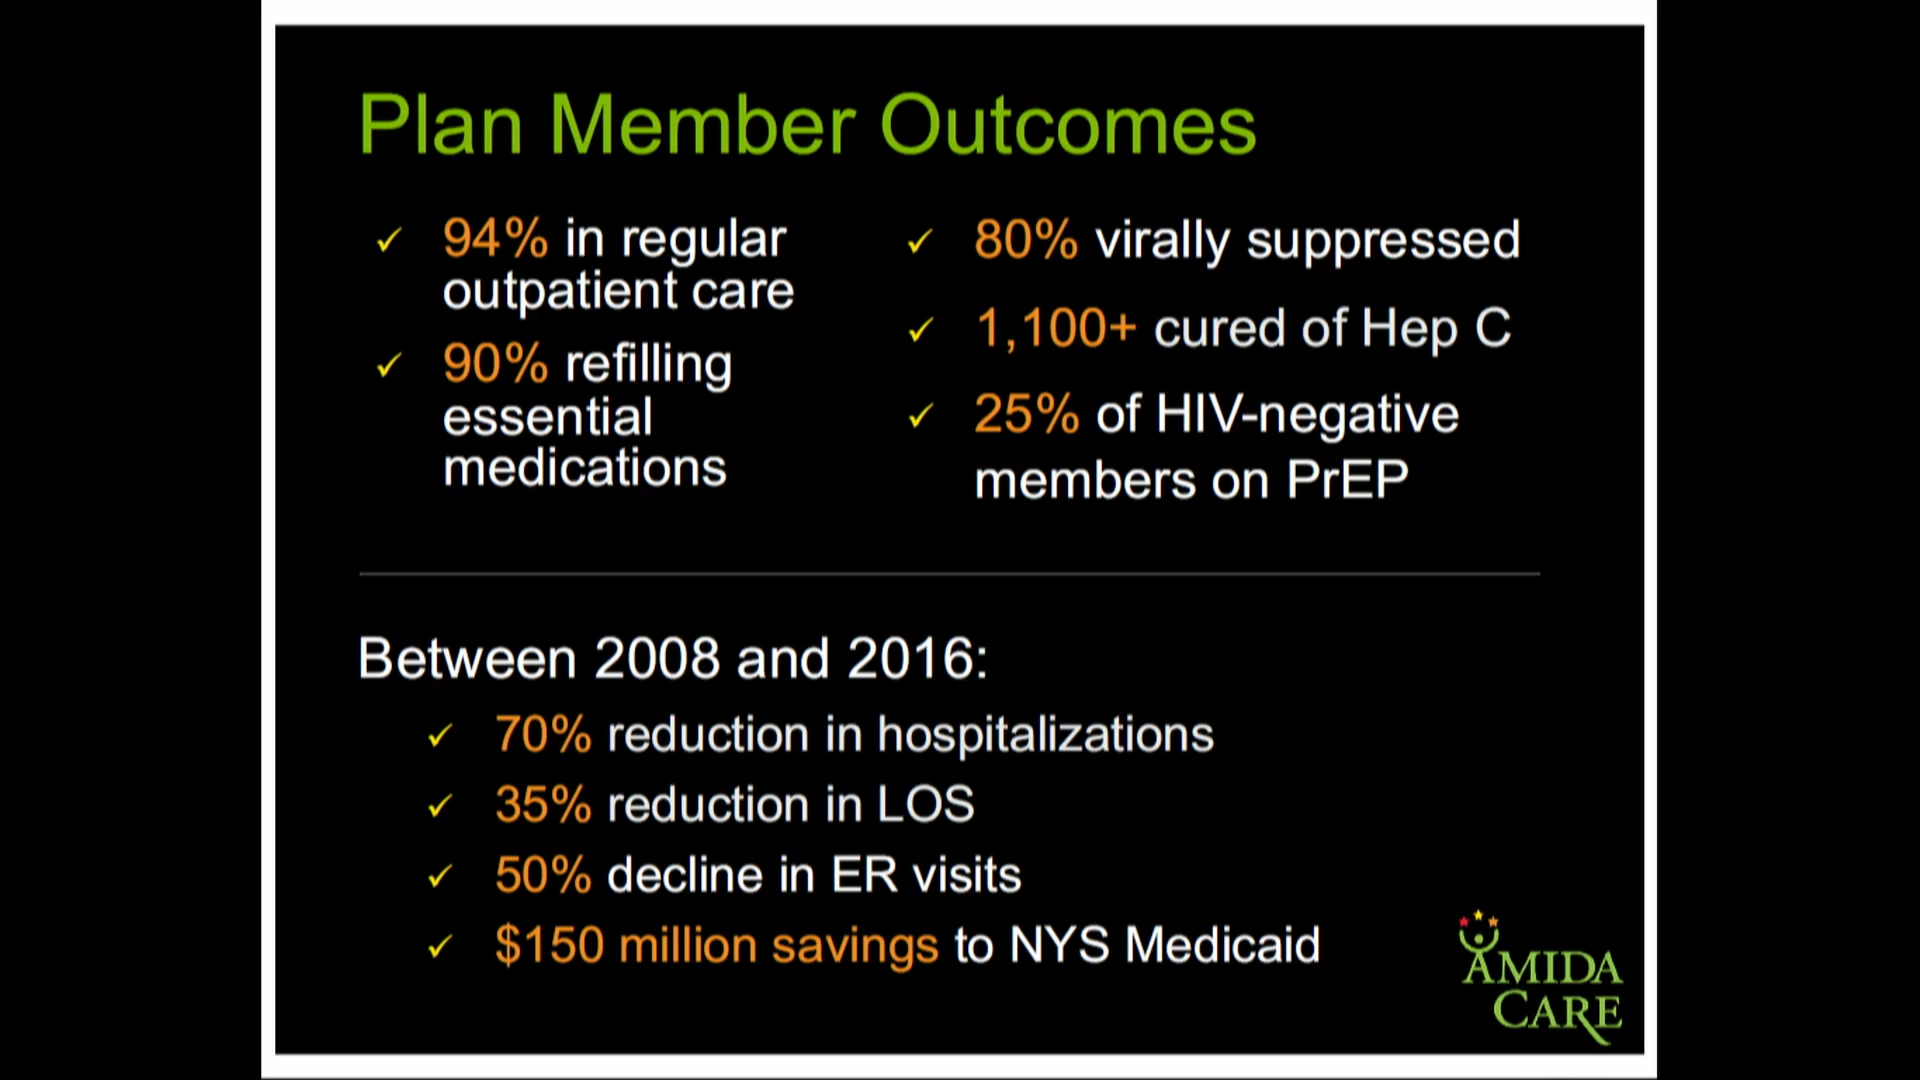 Plan Member Outcomes
✓ 94% in regular
outpatient care
✓ 90% refilling
essential
medications
✓ 80% virally suppressed
✓ 1,100+ cured of Hep C
✓ 25% of HIV-negative
members on PrEP
Between 2008 and 2016:
✓ 70% reduction in hospitalizations
✓ 35% reduction in LOS
✓ 50% decline in ER visits
✓ $150 million savings to NYS Medicaid
AMIDA
CARE